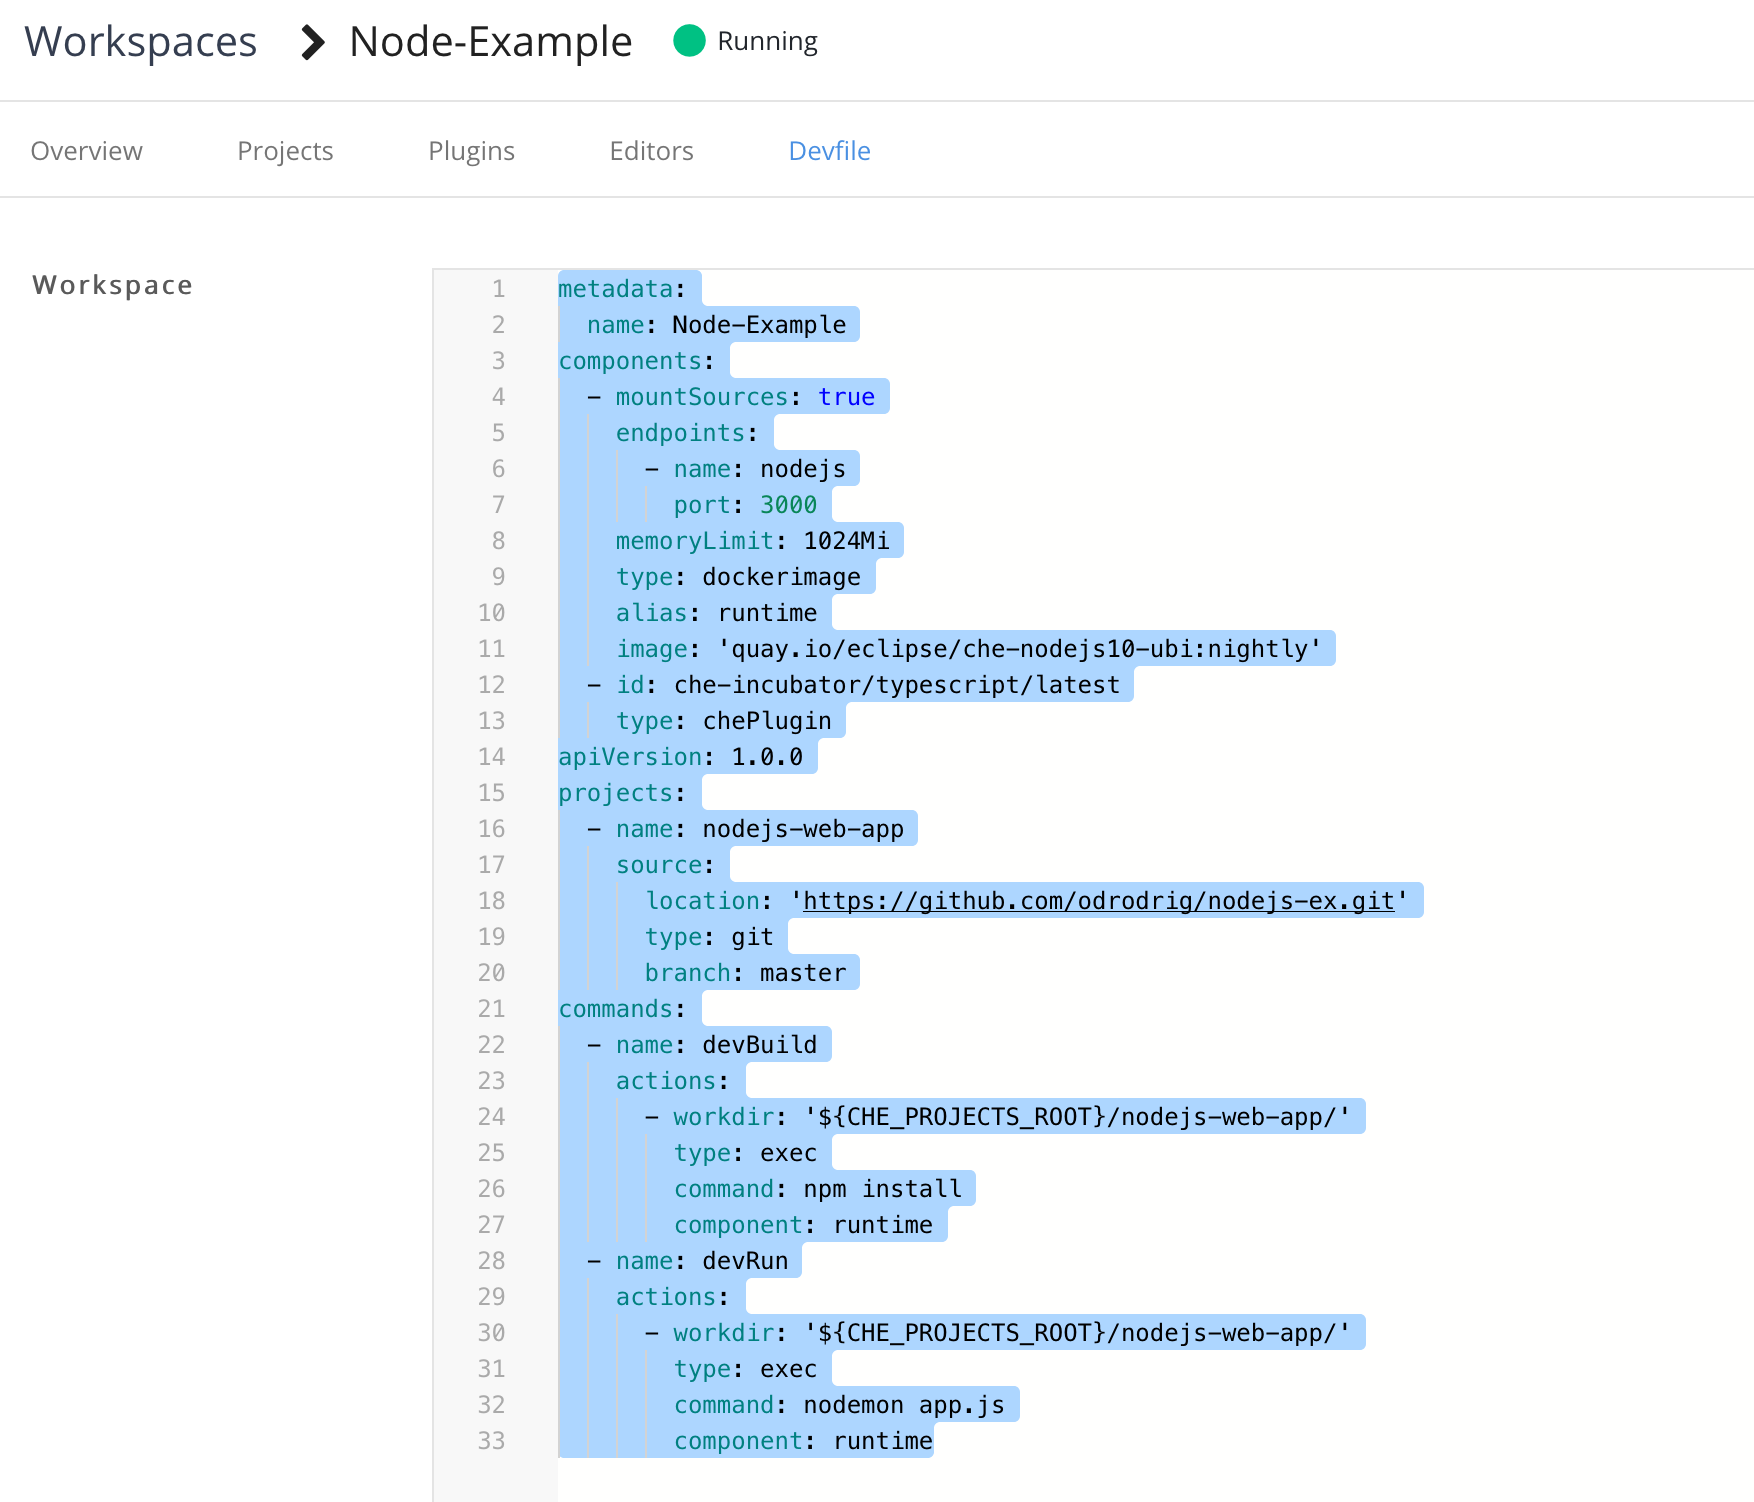 Workspaces > Node-Example Running
Overview Projects Plugins Editors Devfile
Workspace
1 metadata:
2   name: Node-Example
3 components:
4   - mountSources: true
5     endpoints:
6       - name: nodejs
7         port: 3000
8     memoryLimit: 1024Mi
9     type: dockerimage
10     alias: runtime
11     image: 'quay.io/eclipse/che-nodejs10-ubi:nightly'
12   - id: che-incubator/typescript/latest
13     type: chePlugin
14 apiVersion: 1.0.0
15 projects:
16   - name: nodejs-web-app
17     source:
18       location: 'https://github.com/odrodrig/nodejs-ex.git'
19       type: git
20       branch: master
21 commands:
22   - name: devBuild
23     actions:
24       - workdir: '${CHE_PROJECTS_ROOT}/nodejs-web-app/'
25         type: exec
26         command: npm install
27         component: runtime
28   - name: devRun
29     actions:
30       - workdir: '${CHE_PROJECTS_ROOT}/nodejs-web-app/'
31         type: exec
32         command: nodemon app.js
33         component: runtime